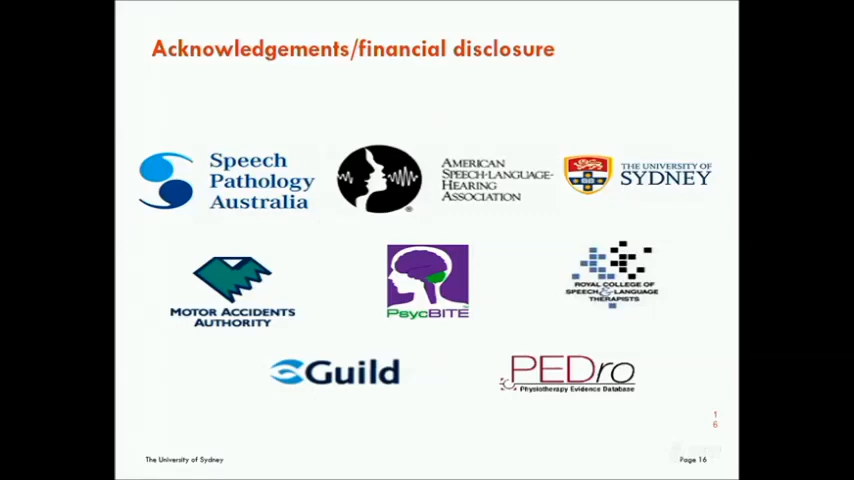 Acknowledgements/financial disclosure
Speech
Pathology
Australia
AMERICAN
SPEECH-LANGUAGE-
HEARING
ASSOCIATION
®
THE UNIVERSITY OF
SYDNEY
MOTOR ACCIDENTS
AUTHORITY
PsycBITE
ROYAL COLLEGE OF
SPEECH & LANGUAGE
THERAPISTS
Guild
PEDro
Physiotherapy Evidence Database
1
6
The University of Sydney
Page 16